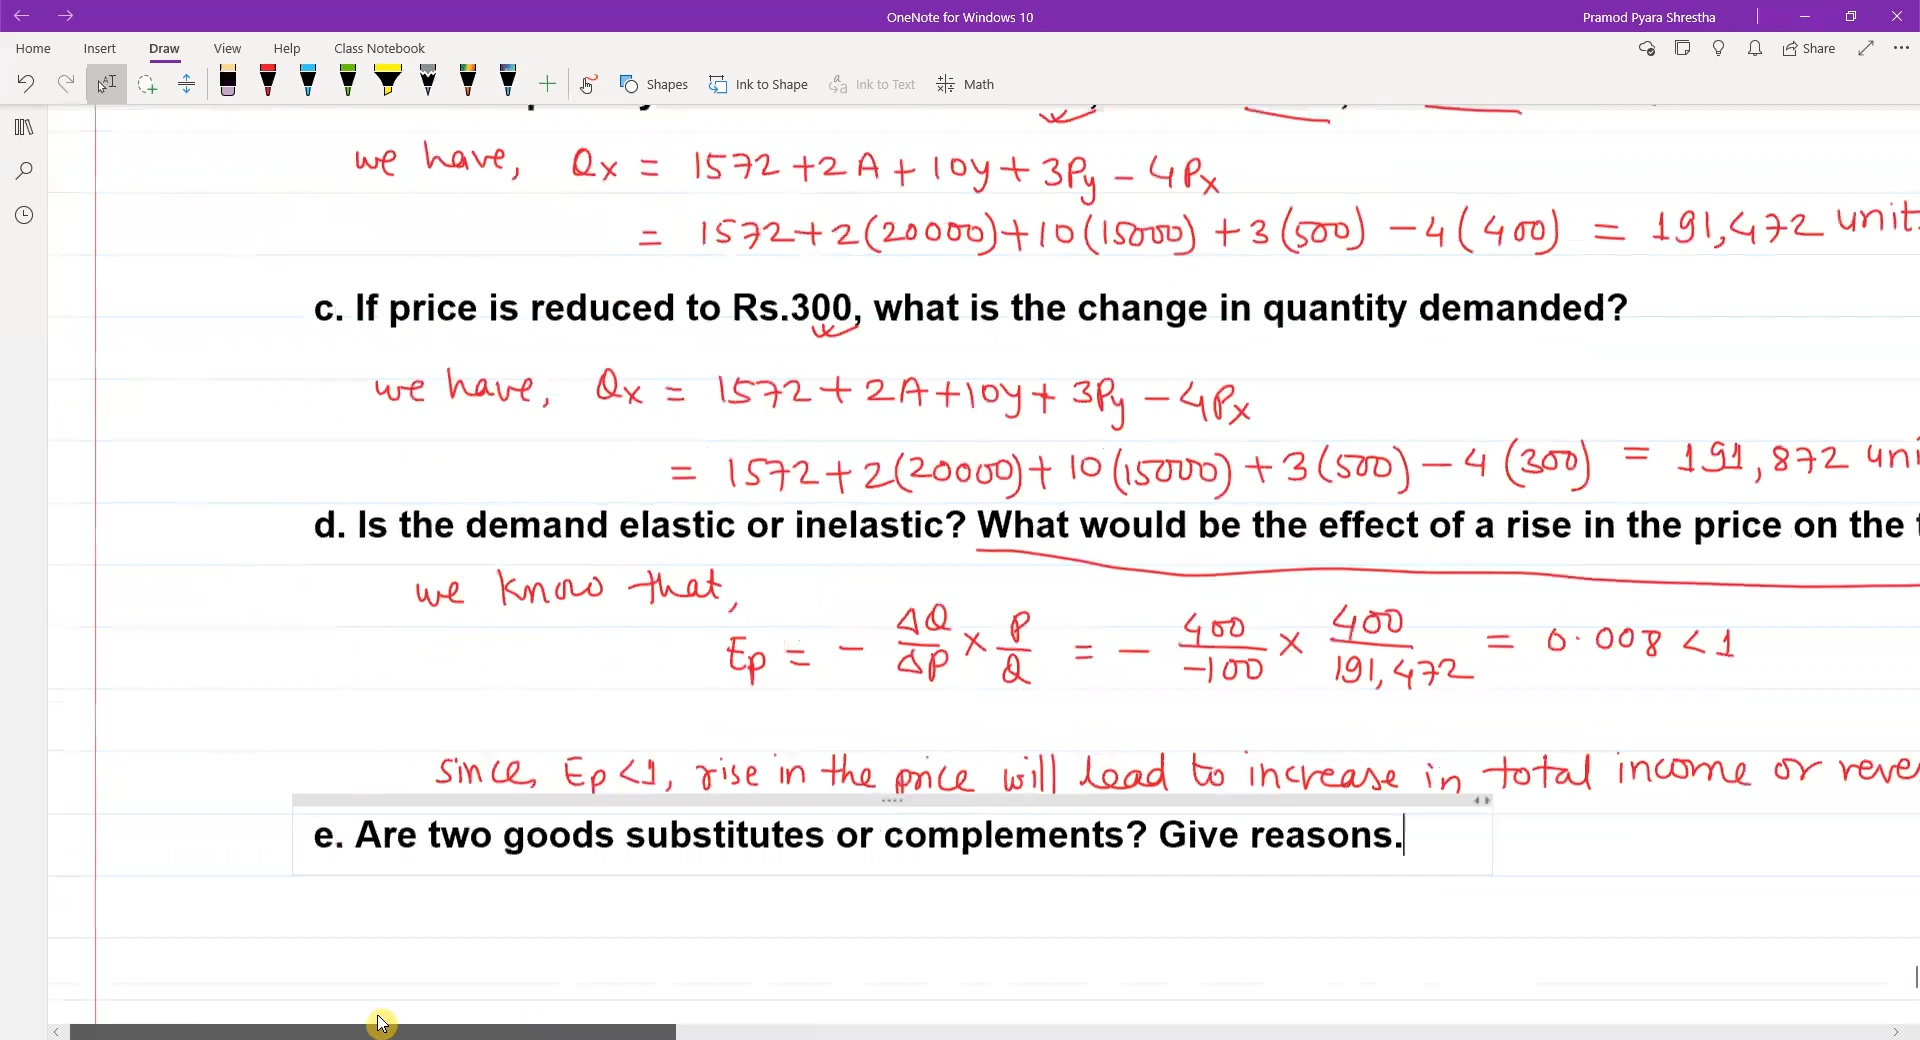 OneNote for Windows 10
Pramod Pyara Shrestha
Home Insert Draw View Help Class Notebook
Share
Shapes Ink to Shape Ink to Text Math
we have, Qx = 1572 + 2A + 10y + 3Py - 4Px
= 1572 + 2(20000) + 10(15000) + 3(500) - 4(400) = 191,472 unit
c. If price is reduced to Rs.300, what is the change in quantity demanded?
we have, Qx = 1572 + 2A + 10y + 3Py - 4Px
= 1572 + 2(20000) + 10(15000) + 3(500) - 4(300) = 191,872 uni
d. Is the demand elastic or inelastic? What would be the effect of a rise in the price on the
we know that,
Ep = - ΔQ/ΔP × P/Q = - 400/-100 × 400/191,472 = 0.008 < 1
Since, Ep<1, rise in the price will lead to increase in total income or reve
e. Are two goods substitutes or complements? Give reasons.